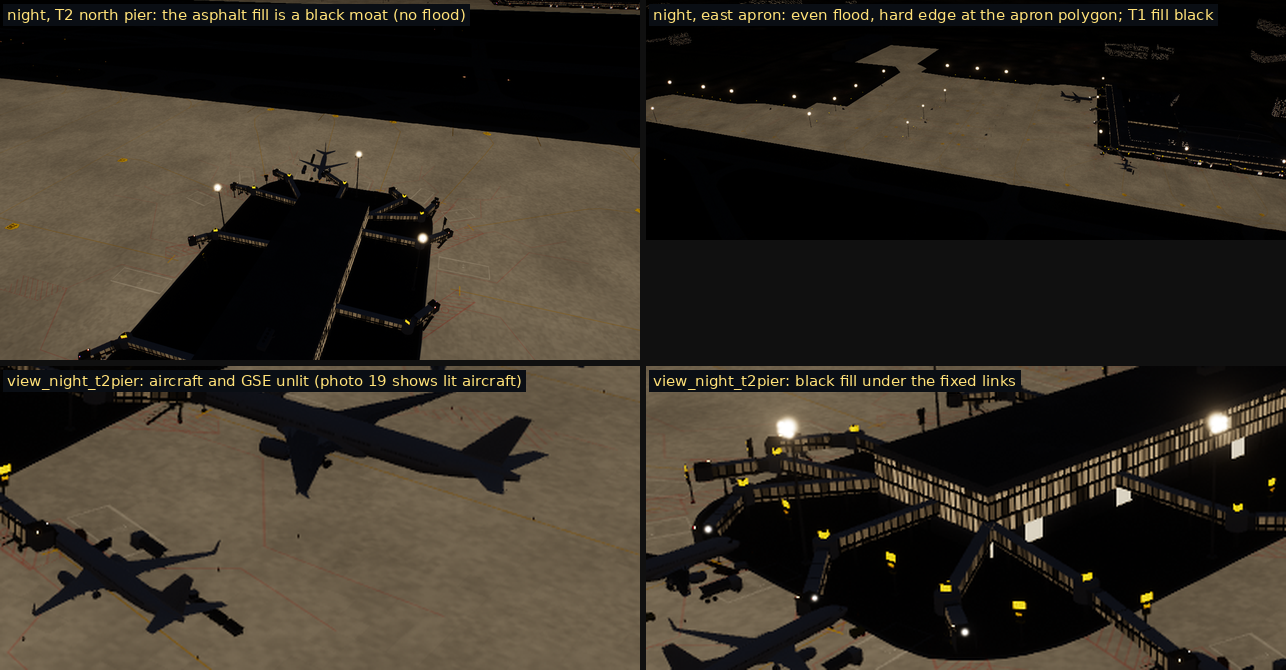 night, T2 north pier: the asphalt fill is a black moat (no flood)
night, east apron: even flood, hard edge at the apron polygon; T1 fill black
view_night_t2pier: aircraft and GSE unlit (photo 19 shows lit aircraft)
view_night_t2pier: black fill under the fixed links